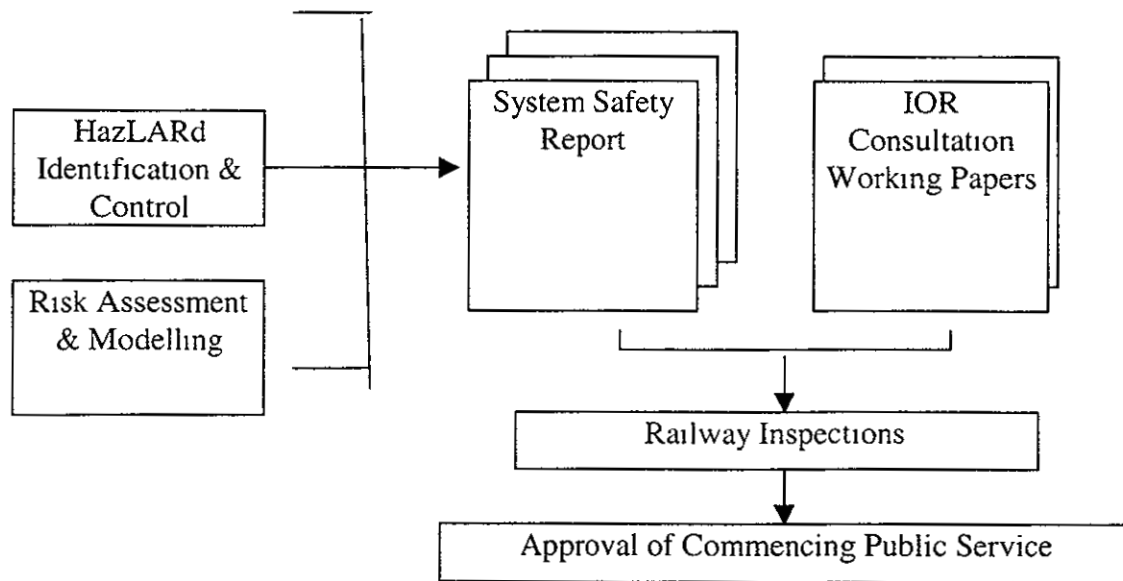 HazLARd
Identification &
Control
Risk Assessment
& Modelling
System Safety
Report
IOR
Consultation
Working Papers
Railway Inspections
Approval of Commencing Public Service